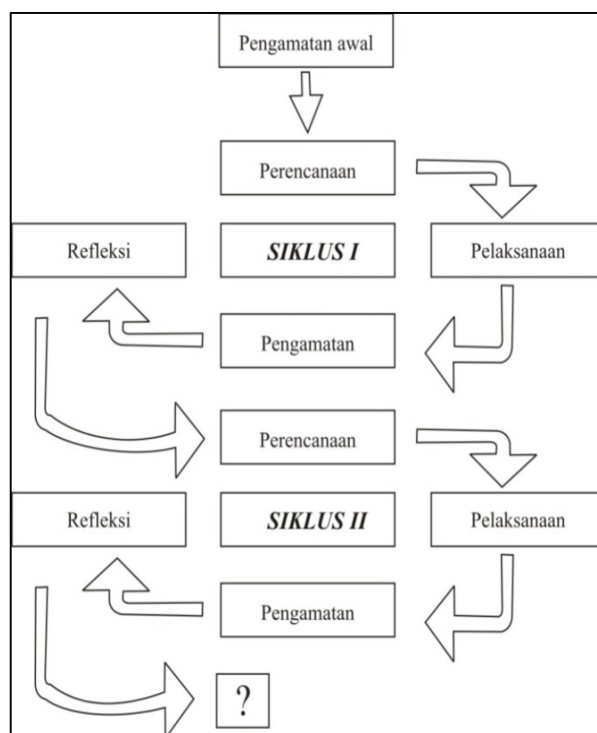 Pengamatan awal
Perencanaan
Refleksi
SIKLUS I
Pelaksanaan
Pengamatan
Perencanaan
Refleksi
SIKLUS II
Pelaksanaan
Pengamatan
?